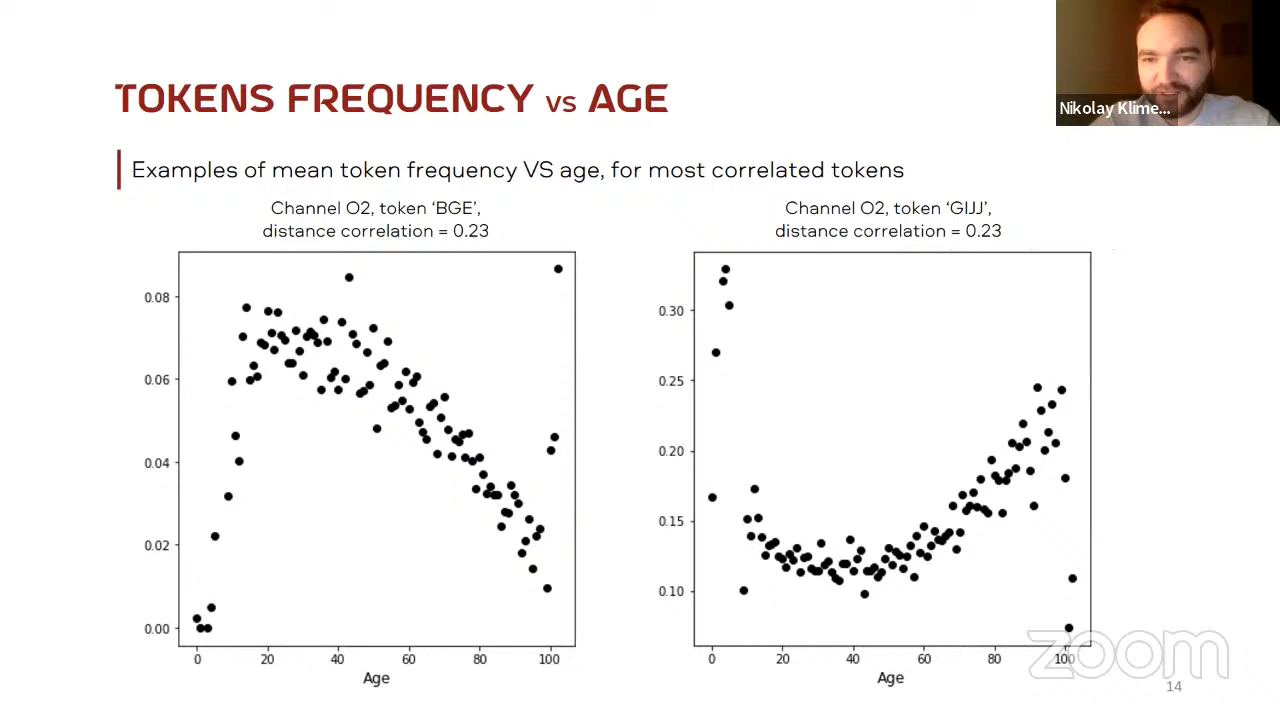 Nikolay Klime...
TOKENS FREQUENCY VS AGE
Examples of mean token frequency VS age, for most correlated tokens
Channel O2, token ‘BGE’,
distance correlation = 0.23
0.08
0.06
0.04
0.02
0.00
0 20 40 60 80 100
Age
Channel O2, token ‘GIJJ’,
distance correlation = 0.23
0.30
0.25
0.20
0.15
0.10
0 20 40 60 80 100
Age
zoom
14